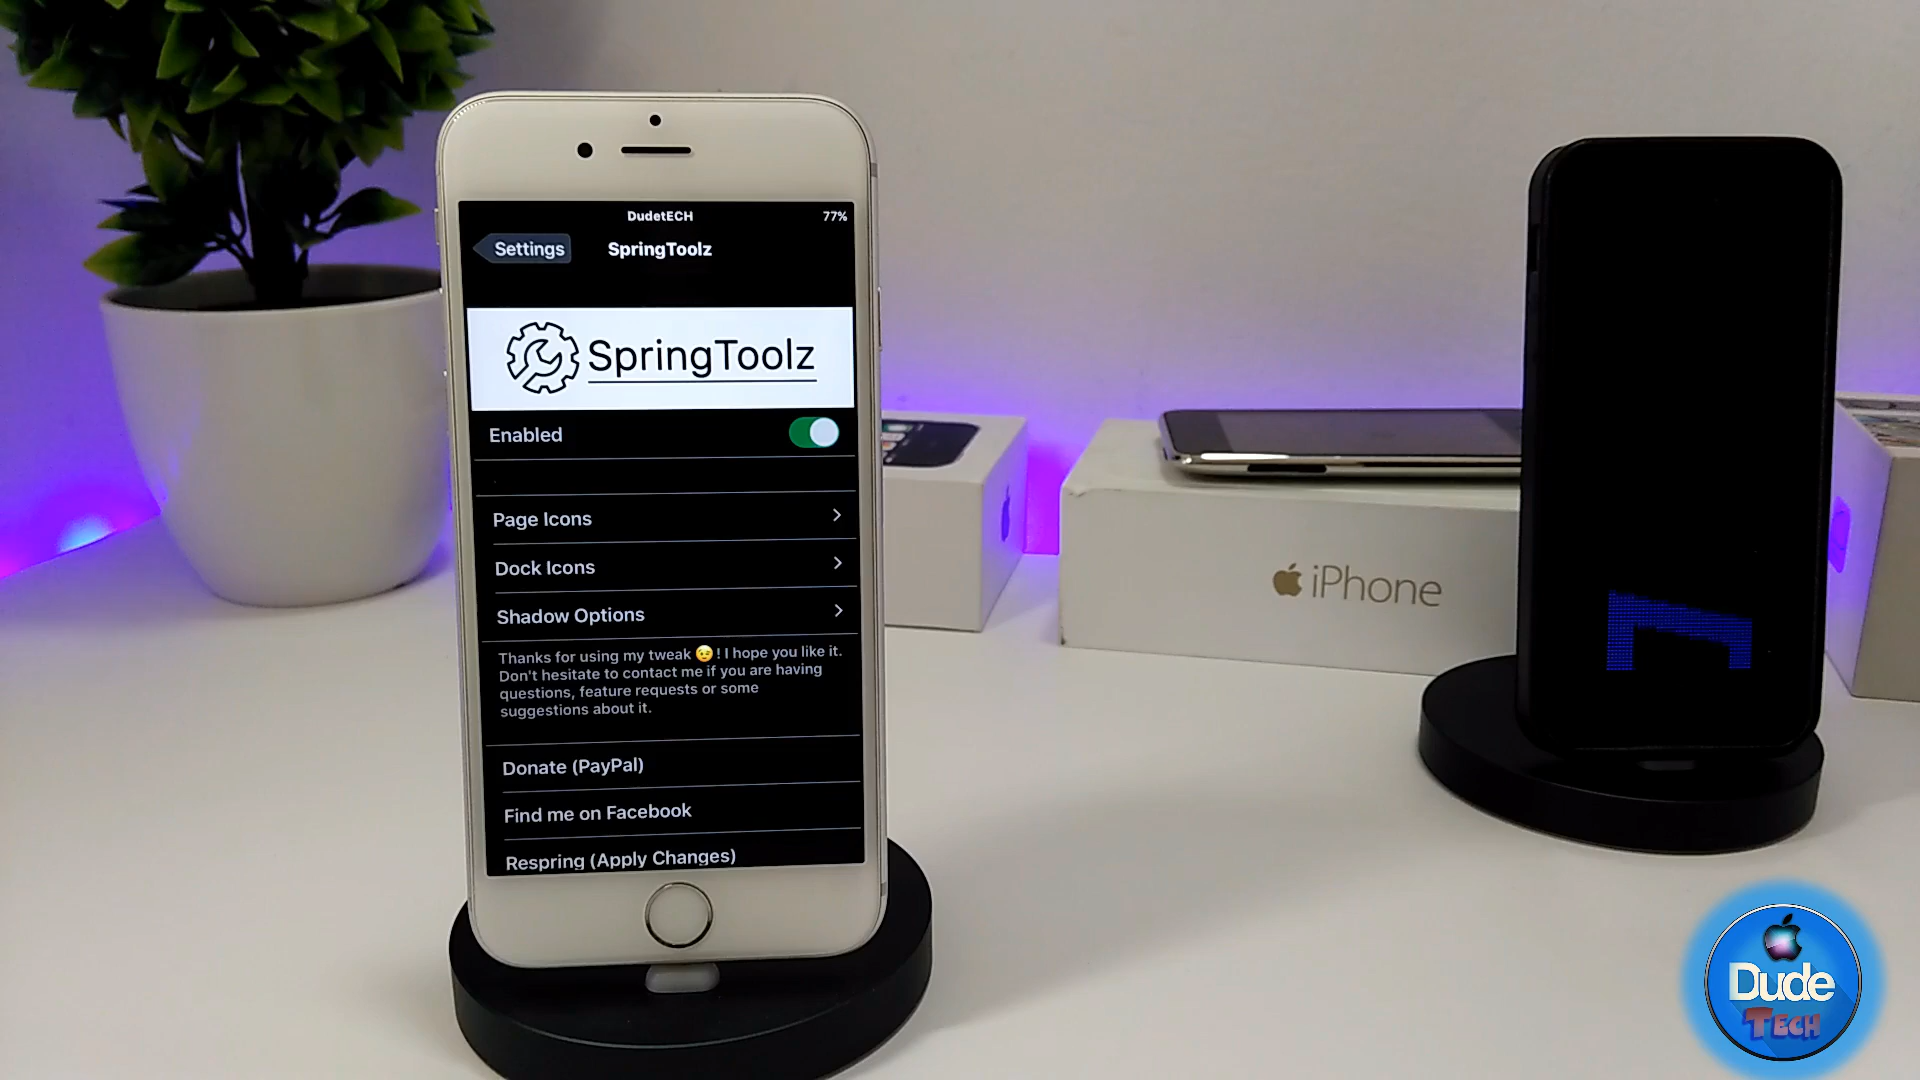 DudetECH
77%
Settings
SpringToolz
SpringToolz
Enabled
Page Icons
Dock Icons
Shadow Options
Thanks for using my tweak 😉! I hope you like it.
Don't hesitate to contact me if you are having
questions, feature requests or some
suggestions about it.
Donate (PayPal)
Find me on Facebook
Respring (Apply Changes)
iPhone
Dude
Tech